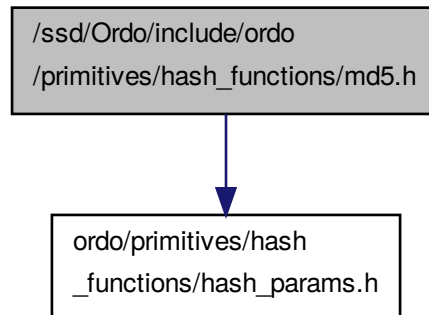 /ssd/Ordo/include/ordo
/primitives/hash_functions/md5.h
ordo/primitives/hash
_functions/hash_params.h